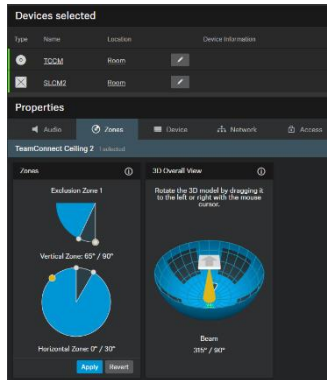 Devices selected
Type Name Location Device Information
TCCM Room
SLCM2 Room
Properties
Audio Zones Device Network Access
TeamConnect Ceiling 2 1 selected
Zones 3D Overall View
Exclusion Zone 1
Rotate the 3D model by dragging it
to the left or right with the mouse
cursor.
Vertical Zone: 65° / 90°
Horizontal Zone: 0° / 30°
Beam
315° / 90°
Apply Revert